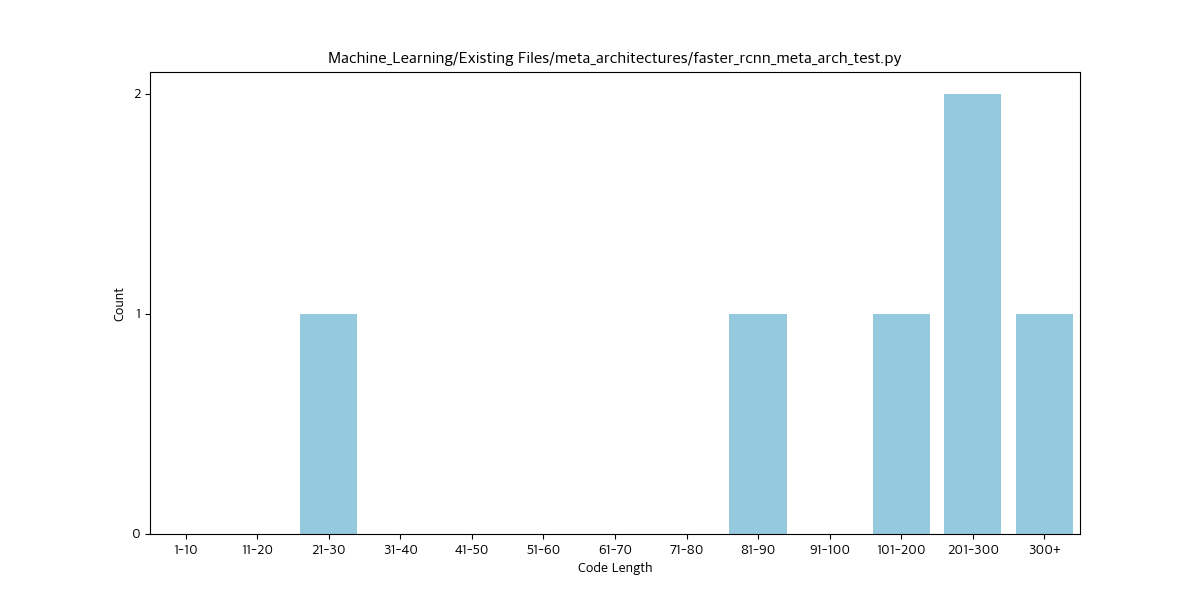 Machine_Learning/Existing Files/meta_architectures/faster_rcnn_meta_arch_test.py
2
1
0
Count
1-10 11-20 21-30 31-40 41-50 51-60 61-70 71-80 81-90 91-100 101-200 201-300 300+
Code Length